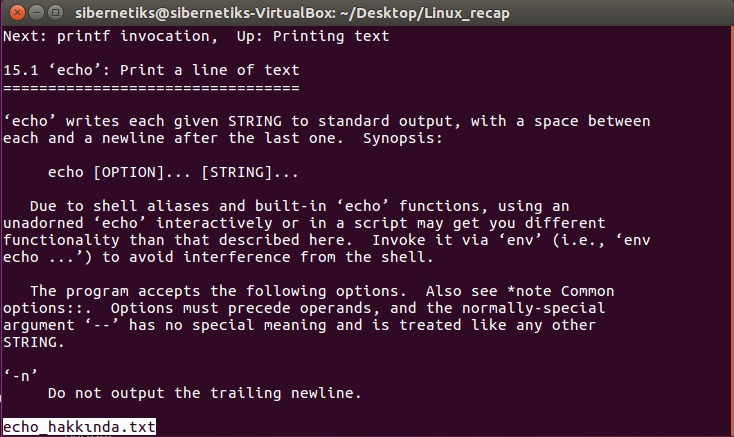 sibernetiks@sibernetiks-VirtualBox: ~/Desktop/Linux_recap
Next: printf invocation,  Up: Printing text
15.1 ‘echo’: Print a line of text
=================================
‘echo’ writes each given STRING to standard output, with a space between
each and a newline after the last one.  Synopsis:
echo [OPTION]... [STRING]...
Due to shell aliases and built-in ‘echo’ functions, using an
unadorned ‘echo’ interactively or in a script may get you different
functionality than that described here.  Invoke it via ‘env’ (i.e., ‘env
echo ...’) to avoid interference from the shell.
The program accepts the following options.  Also see *note Common
options::.  Options must precede operands, and the normally-special
argument ‘--’ has no special meaning and is treated like any other
STRING.
‘-n’
Do not output the trailing newline.
echo_hakkında.txt